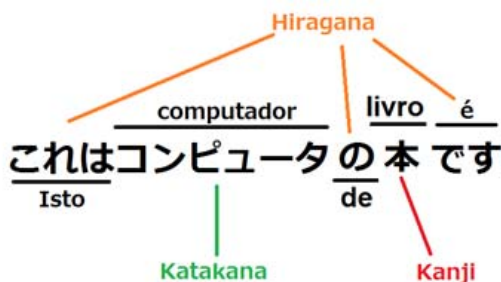 Hiragana
computador livro é
これはコンピュータの本です
Isto de
Katakana Kanji